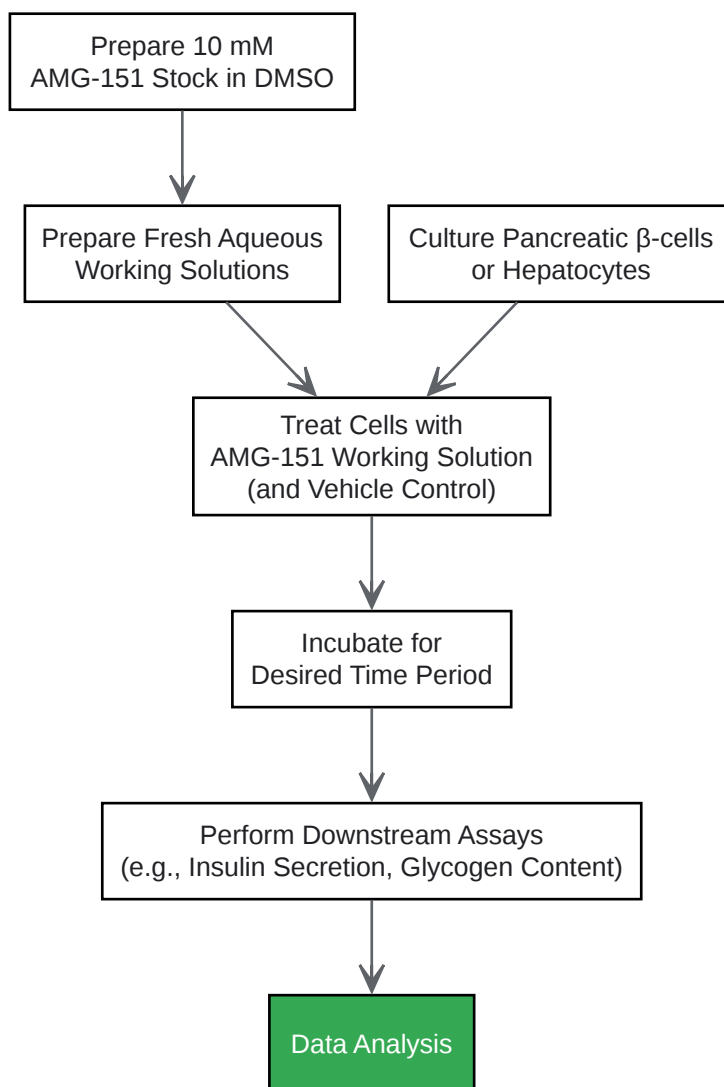 Prepare 10 mM
AMG-151 Stock in DMSO
Prepare Fresh Aqueous
Working Solutions
Culture Pancreatic β-cells
or Hepatocytes
Treat Cells with
AMG-151 Working Solution
(and Vehicle Control)
Incubate for
Desired Time Period
Perform Downstream Assays
(e.g., Insulin Secretion, Glycogen Content)
Data Analysis